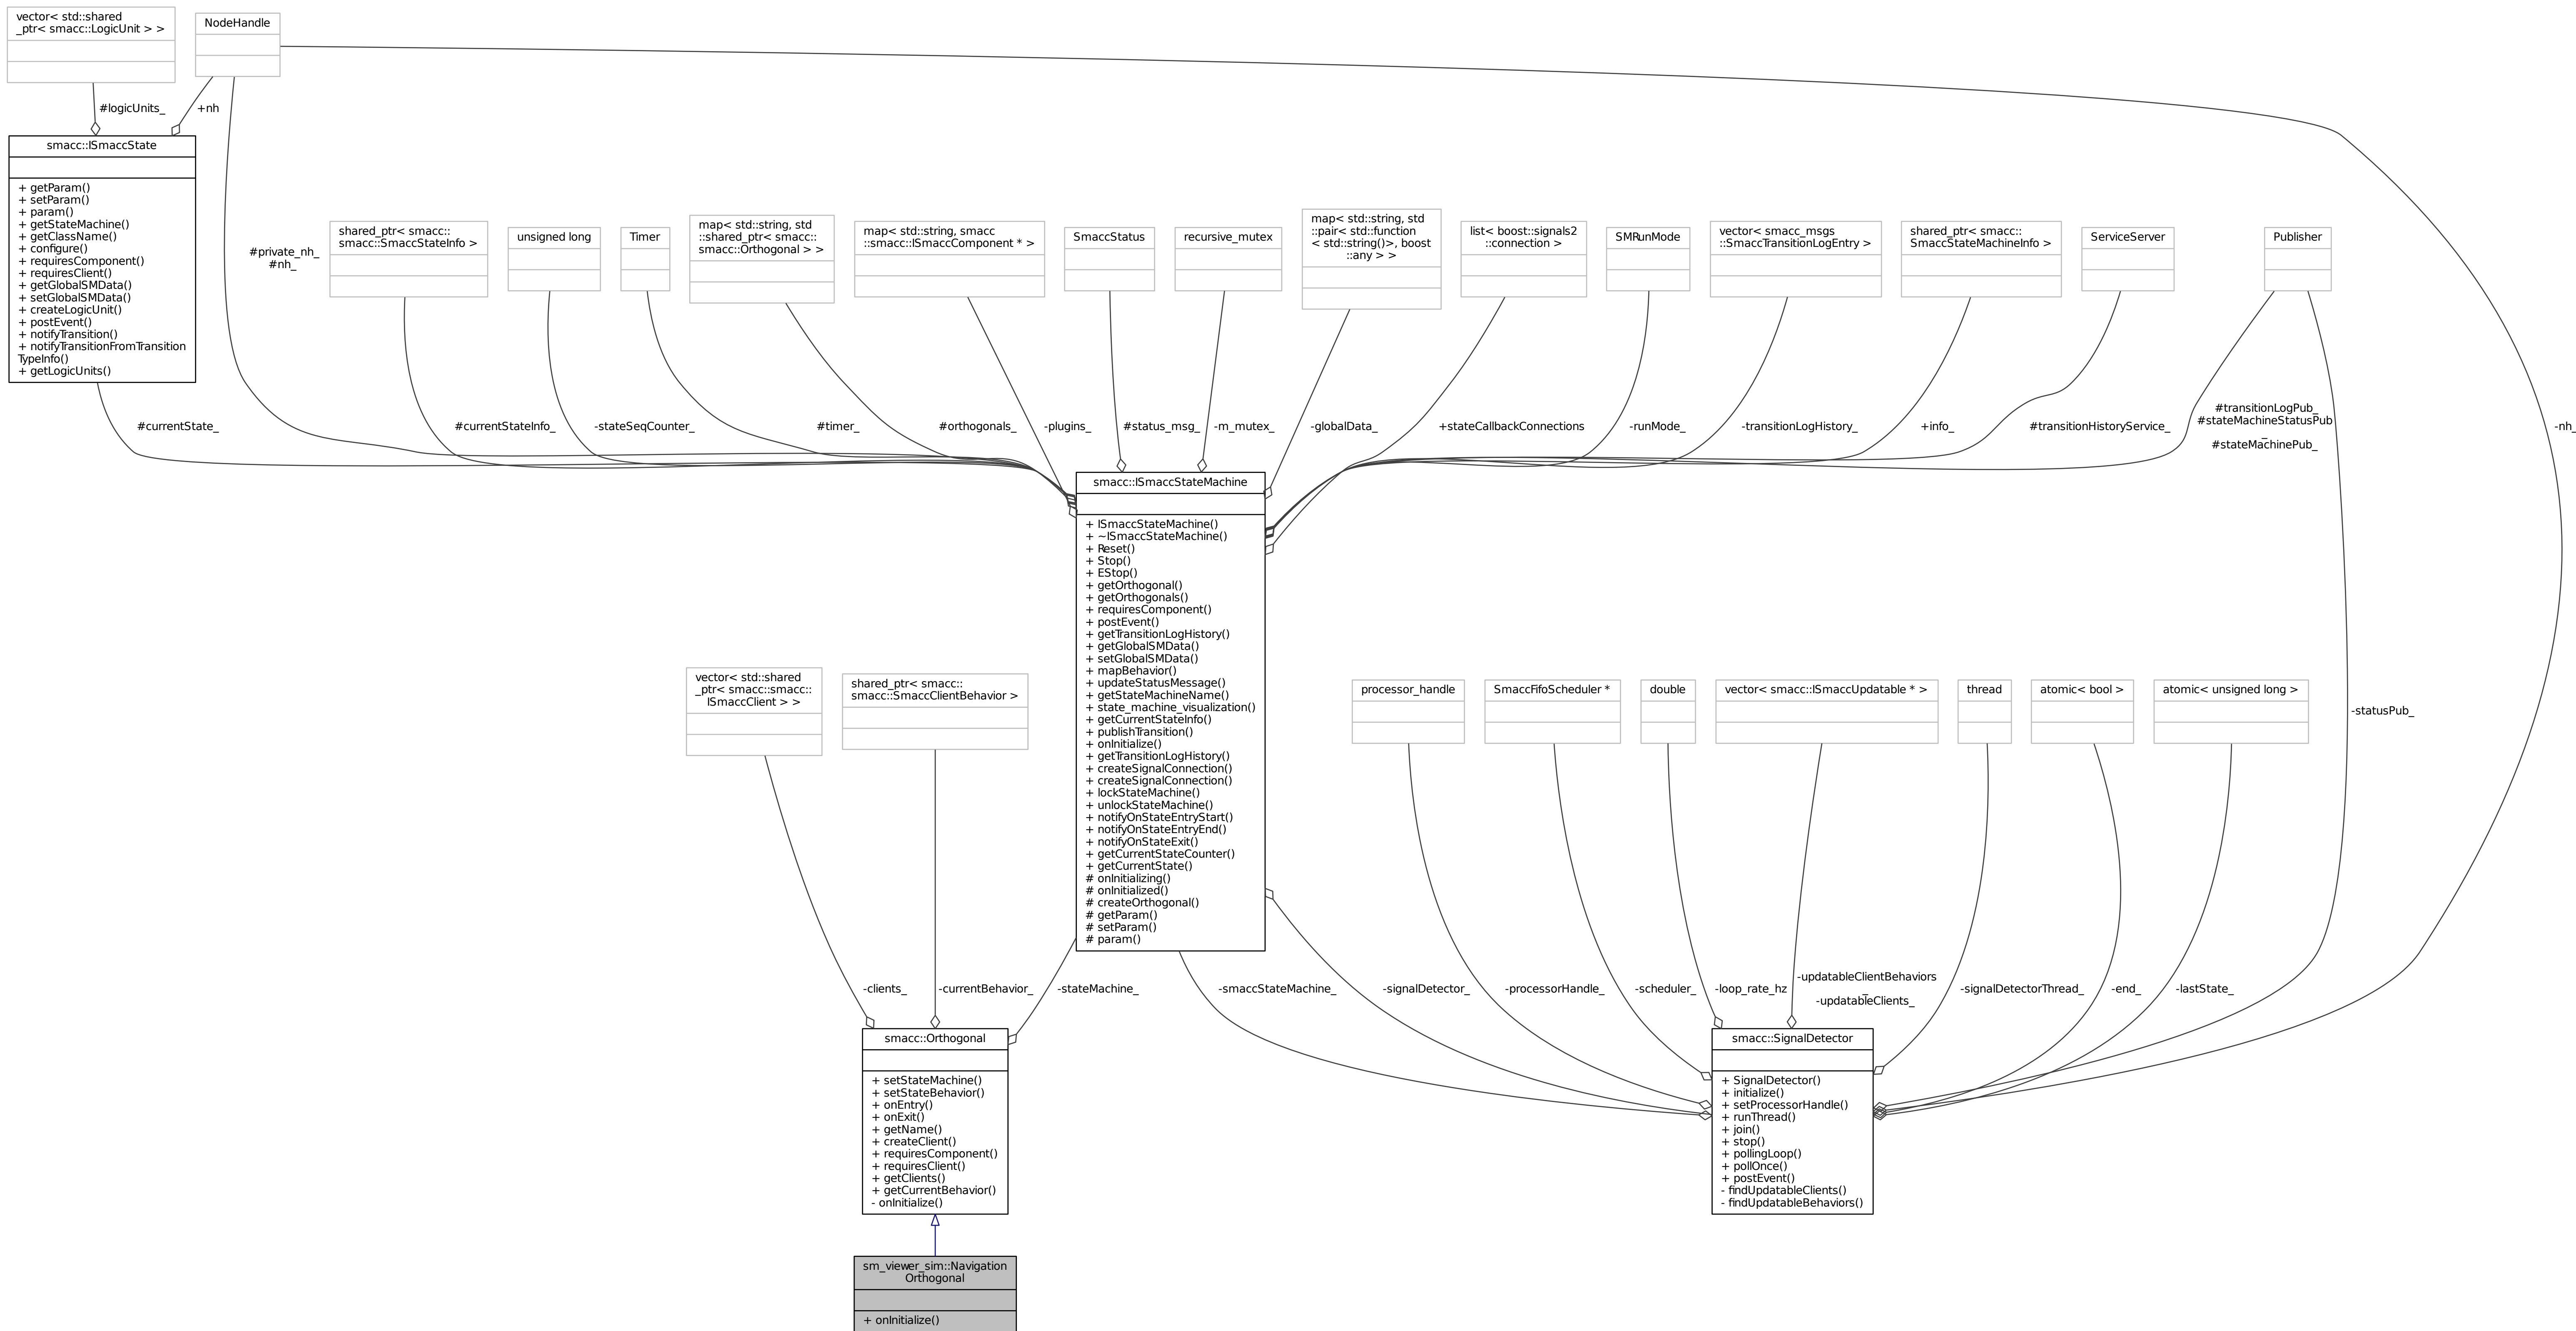 vector< std::shared
_ptr< smacc::LogicUnit > >
NodeHandle
#logicUnits_
+nh
smacc::ISmaccState
+ getParam()
+ setParam()
+ param()
+ getStateMachine()
+ getClassName()
+ configure()
+ requiresComponent()
+ requiresClient()
+ getGlobalSMData()
+ setGlobalSMData()
+ createLogicUnit()
+ postEvent()
+ notifyTransition()
+ notifyTransitionFromTransition
TypeInfo()
+ getLogicUnits()
#private_nh_
#nh_
shared_ptr< smacc::
smacc::SmaccStateInfo >
unsigned long
Timer
map< std::string, std
::shared_ptr< smacc::
smacc::Orthogonal > >
map< std::string, smacc
::smacc::ISmaccComponent * >
SmaccStatus
recursive_mutex
map< std::string, std
::pair< std::function
< std::string()>, boost
::any > >
list< boost::signals2
::connection >
SMRunMode
vector< smacc_msgs
::SmaccTransitionLogEntry >
shared_ptr< smacc::
SmaccStateMachineInfo >
ServiceServer
Publisher
#currentState_
#currentStateInfo_
-stateSeqCounter_
#timer_
#orthogonals_
-plugins_
#status_msg_
-m_mutex_
-globalData_
+stateCallbackConnections
-runMode_
-transitionLogHistory_
+info_
#transitionHistoryService_
#transitionLogPub_
#stateMachineStatusPub
_
#stateMachinePub_
-nh_
smacc::ISmaccStateMachine
+ ISmaccStateMachine()
+ ~ISmaccStateMachine()
+ Reset()
+ Stop()
+ EStop()
+ getOrthogonal()
+ getOrthogonals()
+ requiresComponent()
+ postEvent()
+ getTransitionLogHistory()
+ getGlobalSMData()
+ setGlobalSMData()
+ mapBehavior()
+ updateStatusMessage()
+ getStateMachineName()
+ state_machine_visualization()
+ getCurrentStateInfo()
+ publishTransition()
+ onInitialize()
+ getTransitionLogHistory()
+ createSignalConnection()
+ createSignalConnection()
+ lockStateMachine()
+ unlockStateMachine()
+ notifyOnStateEntryStart()
+ notifyOnStateEntryEnd()
+ notifyOnStateExit()
+ getCurrentStateCounter()
+ getCurrentState()
# onInitializing()
# onInitialized()
# createOrthogonal()
# getParam()
# setParam()
# param()
vector< std::shared
_ptr< smacc::smacc::
ISmaccClient > >
shared_ptr< smacc::
smacc::SmaccClientBehavior >
processor_handle
SmaccFifoScheduler *
double
vector< smacc::ISmaccUpdatable * >
thread
atomic< bool >
atomic< unsigned long >
-statusPub_
-clients_
-currentBehavior_
-stateMachine_
-smaccStateMachine_
-signalDetector_
-processorHandle_
-scheduler_
-loop_rate_hz
-updatableClientBehaviors
_
-updatableClients_
-signalDetectorThread_
-end_
-lastState_
smacc::Orthogonal
+ setStateMachine()
+ setStateBehavior()
+ onEntry()
+ onExit()
+ getName()
+ createClient()
+ requiresComponent()
+ requiresClient()
+ getClients()
+ getCurrentBehavior()
- onInitialize()
smacc::SignalDetector
+ SignalDetector()
+ initialize()
+ setProcessorHandle()
+ runThread()
+ join()
+ stop()
+ pollingLoop()
+ pollOnce()
+ postEvent()
- findUpdatableClients()
- findUpdatableBehaviors()
sm_viewer_sim::Navigation
Orthogonal
+ onInitialize()